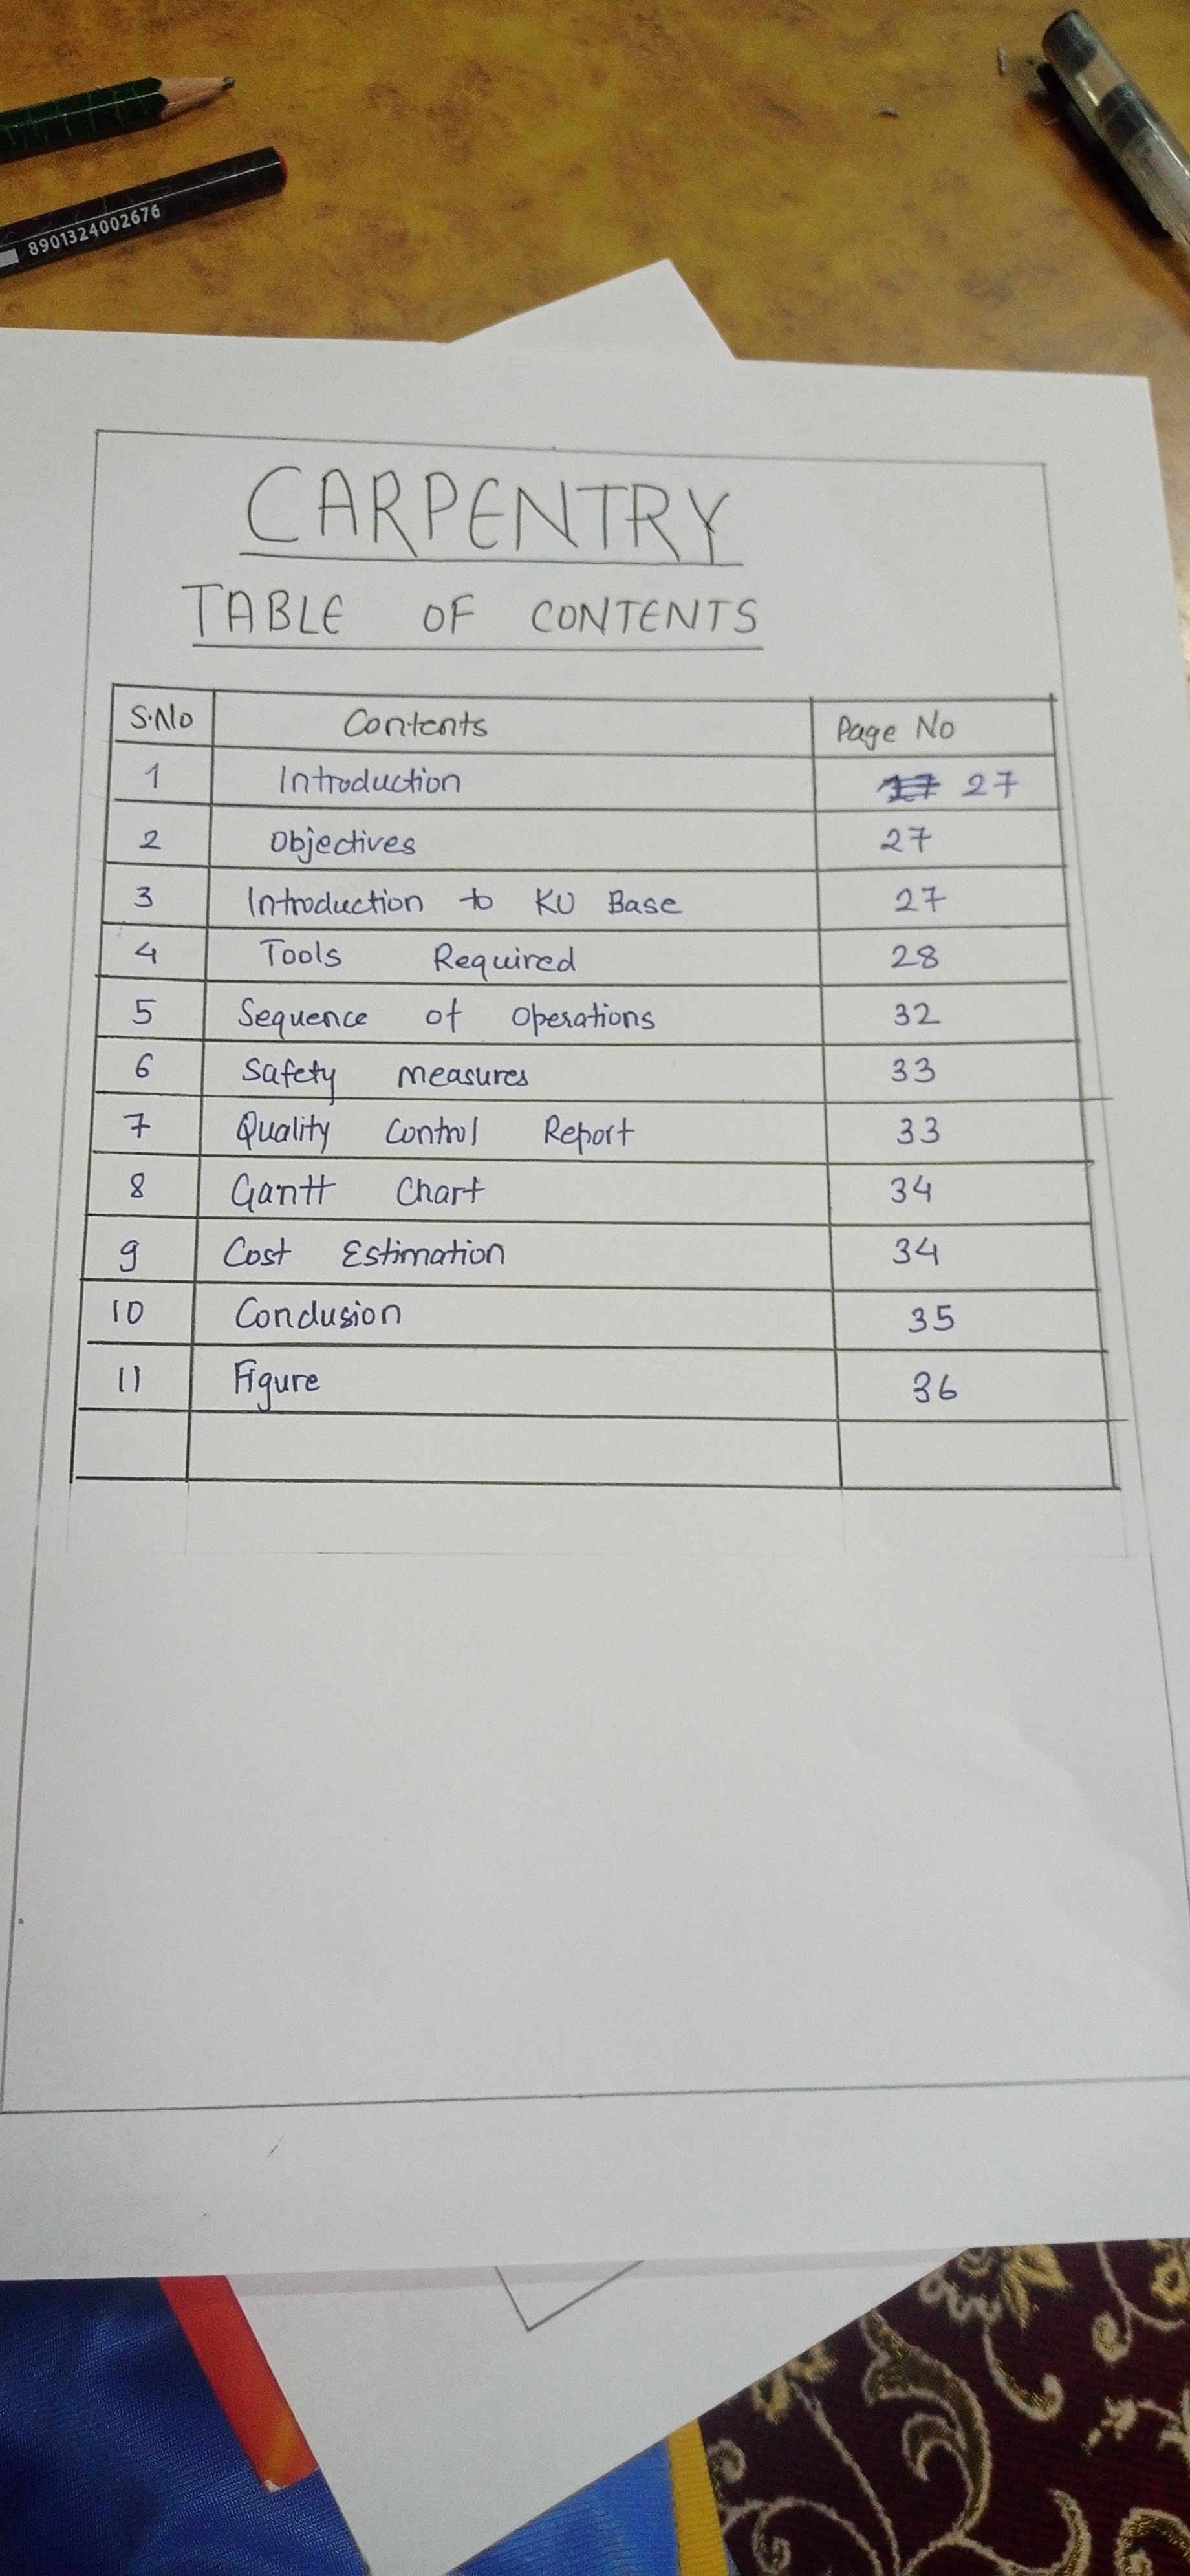 8901324002676
CARPENTRY
TABLE OF CONTENTS
S.No Contents Page No
1 Introduction 27
2 Objectives 27
3 Introduction to KU Base 27
4 Tools Required 28
5 Sequence of Operations 32
6 Safety measures 33
7 Quality Control Report 33
8 Gantt Chart 34
9 Cost Estimation 34
10 Conclusion 35
11 Figure 36